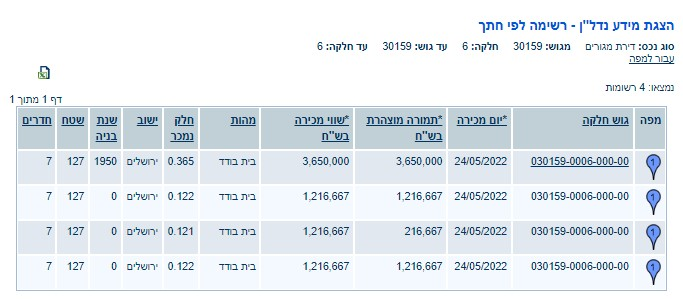 הצגת מידע נדל"ן - רשימה לפי חתך
סוג נכס: דירת מגורים מגוש: 30159 חלקה: 6 עד גוש: 30159 עד חלקה: 6
עבור למפה
נמצאו: 4 רשומות
דף 1 מתוך 1
מפה גוש חלקה *יום מכירה *תמורה מוצהרת בש"ח *שווי מכירה בש"ח מהות חלק נמכר ישוב שנת בניה שטח חדרים
1 030159-0006-000-00 24/05/2022 3,650,000 3,650,000 בית בודד 0.365 ירושלים 1950 127 7
1 030159-0006-000-00 24/05/2022 1,216,667 1,216,667 בית בודד 0.122 ירושלים 0 127 7
1 030159-0006-000-00 24/05/2022 216,667 1,216,667 בית בודד 0.121 ירושלים 0 127 7
1 030159-0006-000-00 24/05/2022 1,216,667 1,216,667 בית בודד 0.122 ירושלים 0 127 7